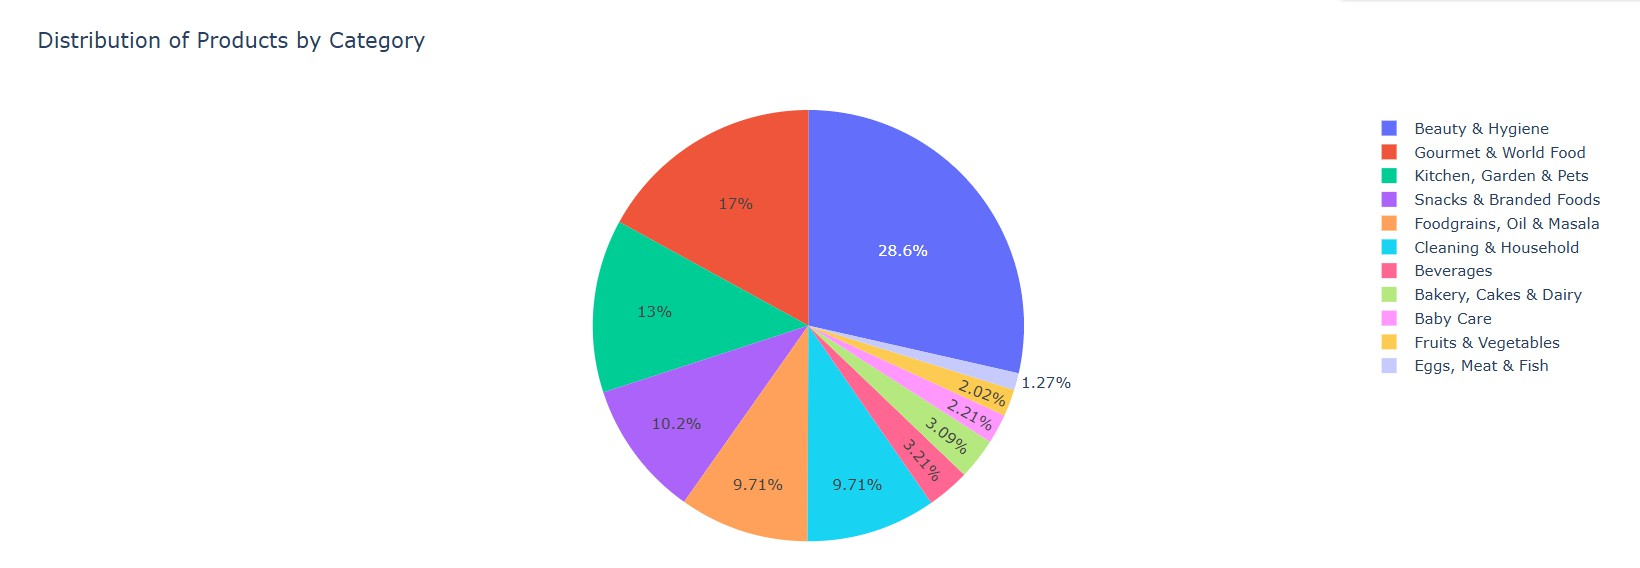 Distribution of Products by Category
28.6%
17%
13%
10.2%
9.71%
9.71%
3.21%
3.09%
2.21%
2.02%
1.27%
Beauty & Hygiene
Gourmet & World Food
Kitchen, Garden & Pets
Snacks & Branded Foods
Foodgrains, Oil & Masala
Cleaning & Household
Beverages
Bakery, Cakes & Dairy
Baby Care
Fruits & Vegetables
Eggs, Meat & Fish